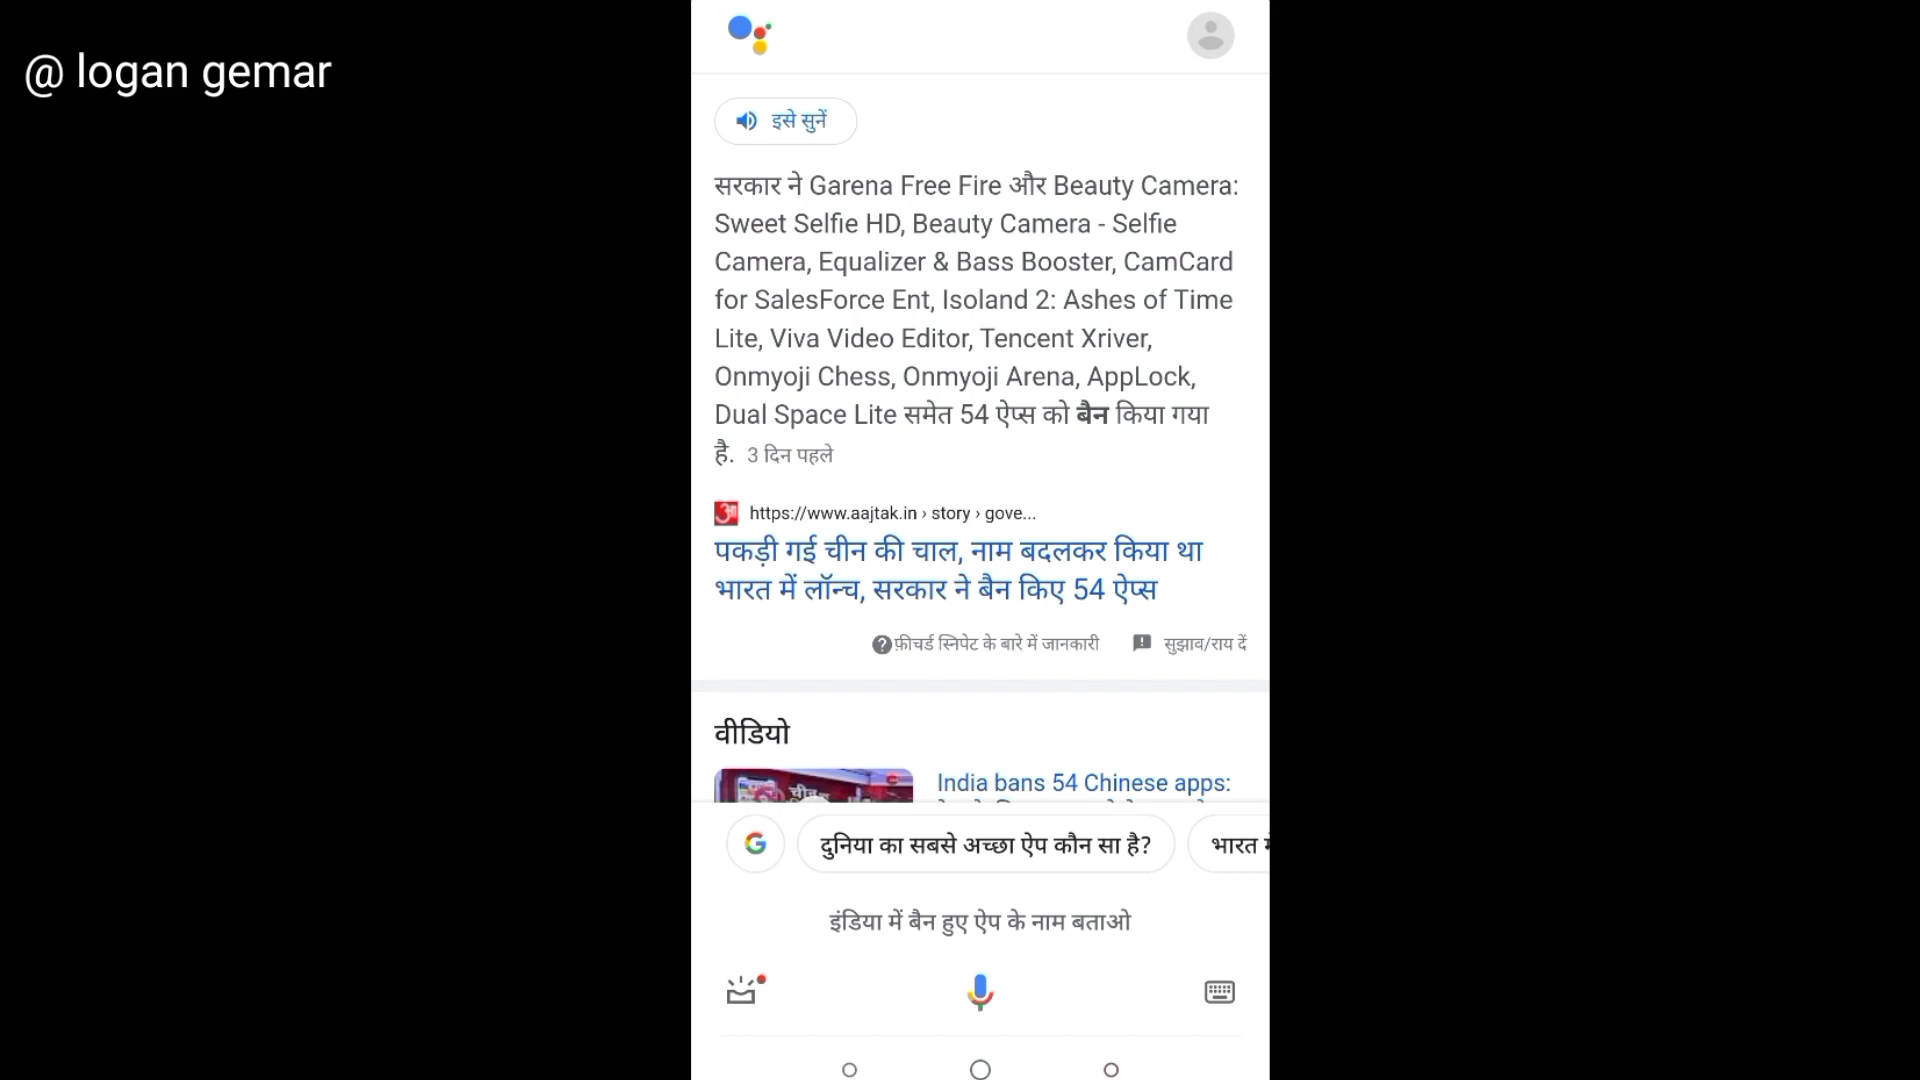 @ logan gemar
इसे सुनें
सरकार ने Garena Free Fire और Beauty Camera:
Sweet Selfie HD, Beauty Camera - Selfie
Camera, Equalizer & Bass Booster, CamCard
for SalesForce Ent, Isoland 2: Ashes of Time
Lite, Viva Video Editor, Tencent Xriver,
Onmyoji Chess, Onmyoji Arena, AppLock,
Dual Space Lite समेत 54 ऐप्स को बैन किया गया
है. 3 दिन पहले
https://www.aajtak.in › story › gove...
पकड़ी गई चीन की चाल, नाम बदलकर किया था
भारत में लॉन्च, सरकार ने बैन किए 54 ऐप्स
फ़ीचर्ड स्निपेट के बारे में जानकारी सुझाव/राय दें
वीडियो
चीन
India bans 54 Chinese apps:
दुनिया का सबसे अच्छा ऐप कौन सा है? भारत
इंडिया में बैन हुए ऐप के नाम बताओ